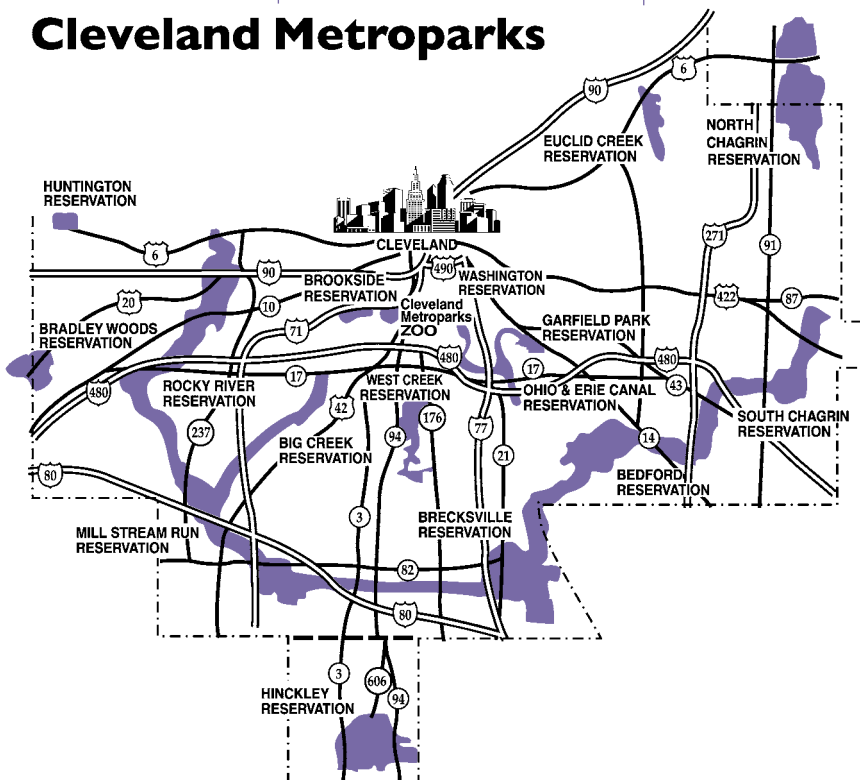 Cleveland Metroparks
6
90
EUCLID CREEK
RESERVATION
NORTH
CHAGRIN
RESERVATION
HUNTINGTON
RESERVATION
271
91
CLEVELAND
6
90
490
BROOKSIDE
RESERVATION
WASHINGTON
RESERVATION
20
10
422
87
Cleveland
Metroparks
ZOO
BRADLEY WOODS
RESERVATION
71
GARFIELD PARK
RESERVATION
480
480
17
17
480
ROCKY RIVER
RESERVATION
WEST CREEK
RESERVATION
OHIO & ERIE CANAL
RESERVATION
43
42
176
SOUTH CHAGRIN
RESERVATION
237
94
77
14
BIG CREEK
RESERVATION
21
80
BEDFORD
RESERVATION
3
BRECKSVILLE
RESERVATION
MILL STREAM RUN
RESERVATION
82
80
3
606
94
HINCKLEY
RESERVATION